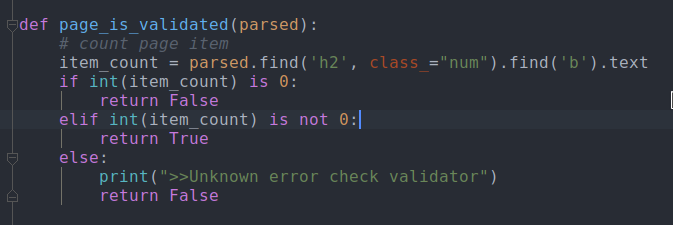 def page_is_validated(parsed):
    # count page item
    item_count = parsed.find('h2', class_="num").find('b').text
    if int(item_count) is 0:
        return False
    elif int(item_count) is not 0:
        return True
    else:
        print(">>Unknown error check validator")
        return False